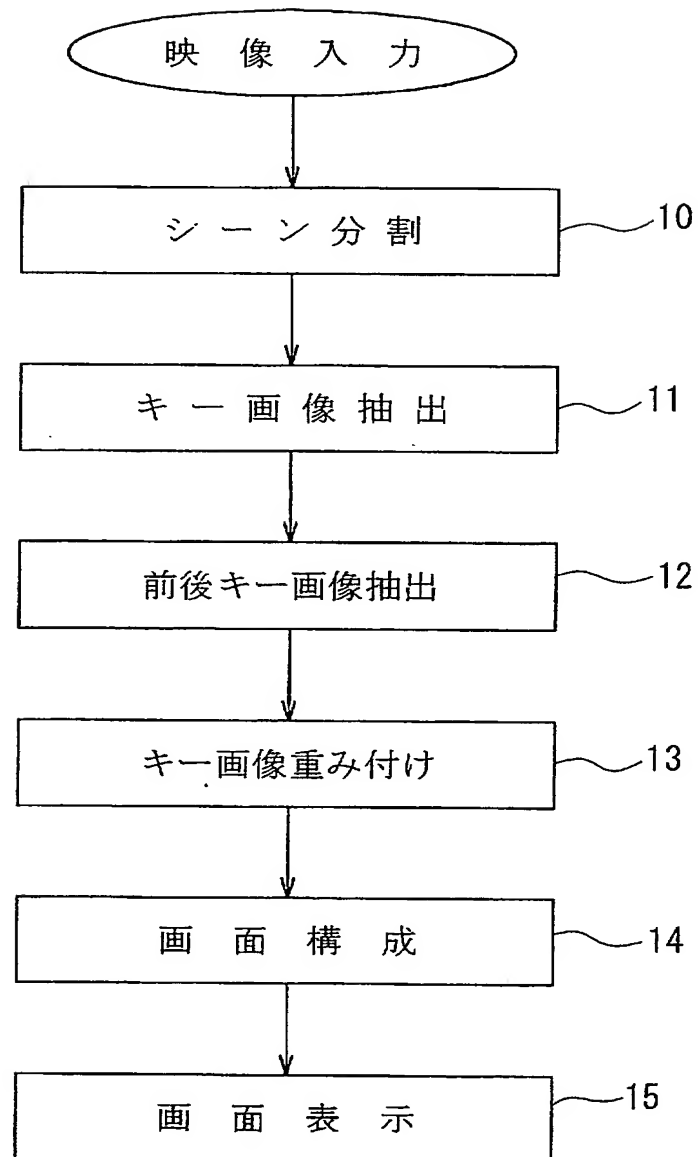 映像入力
シーン分割
10
キー画像抽出
11
前後キー画像抽出
12
キー画像重み付け
13
画面構成
14
画面表示
15